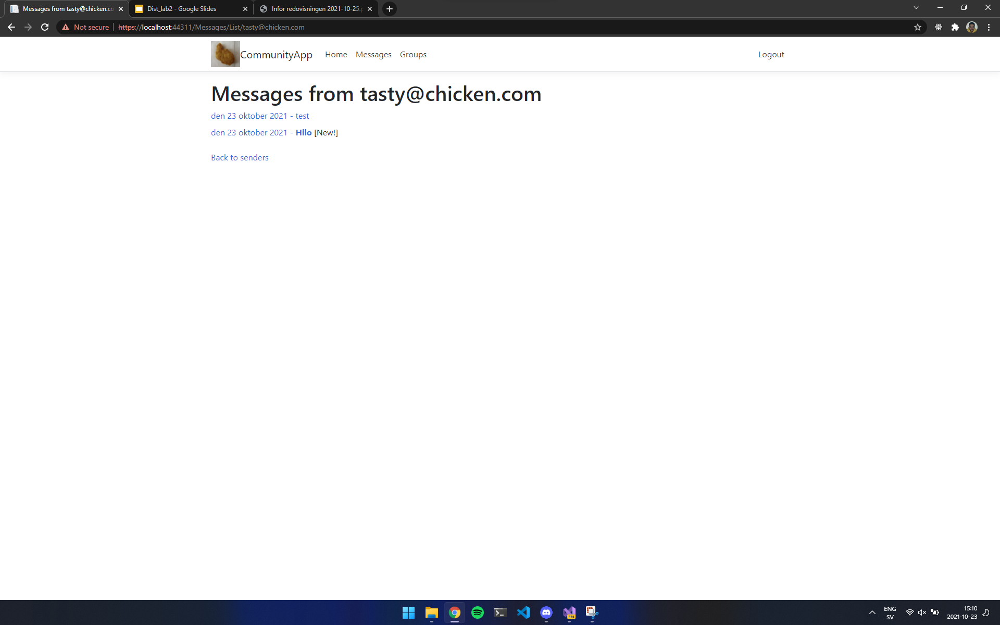 Messages from tasty@chicken.co
Dist_lab2 - Google Slides
Inför redovisningen 2021-10-25.p
Not secure
https://localhost:44311/Messages/List/tasty@chicken.com
CommunityApp
Home
Messages
Groups
Logout
Messages from tasty@chicken.com
den 23 oktober 2021 - test
den 23 oktober 2021 - Hilo [New!]
Back to senders
PRE
ENG
SV
15:10
2021-10-23